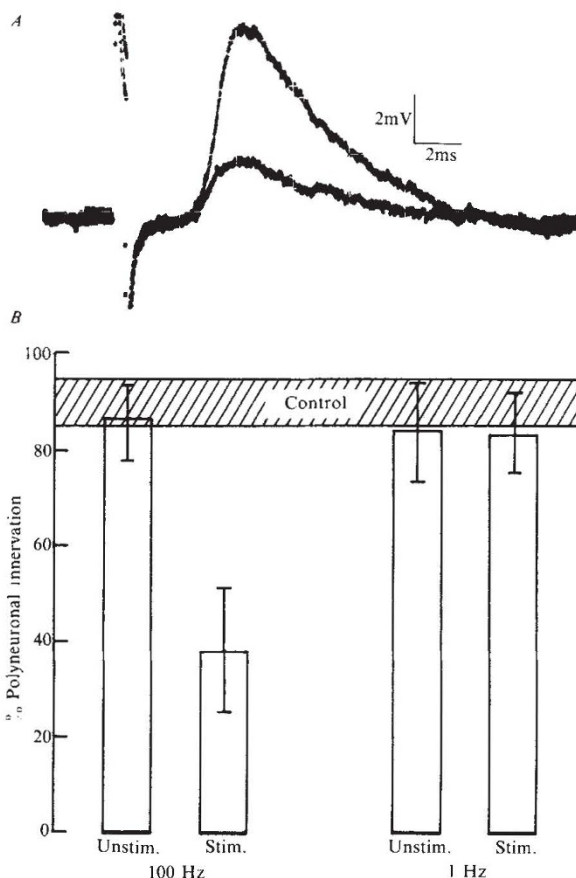 A
2mV
2ms
B
100
Control
80
60
40
20
0
Polyneuronal Innervation
Unstim. Stim. Unstim. Stim.
100 Hz 1 Hz